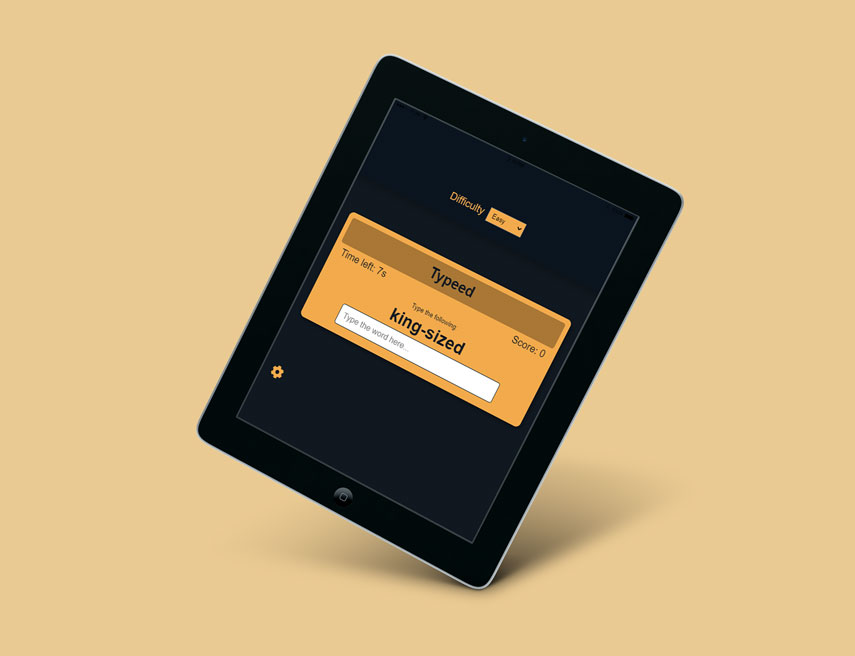 Difficulty Easy
Typeed
Time left: 7s
Score: 0
Type the following:
king-sized
Type the word here...